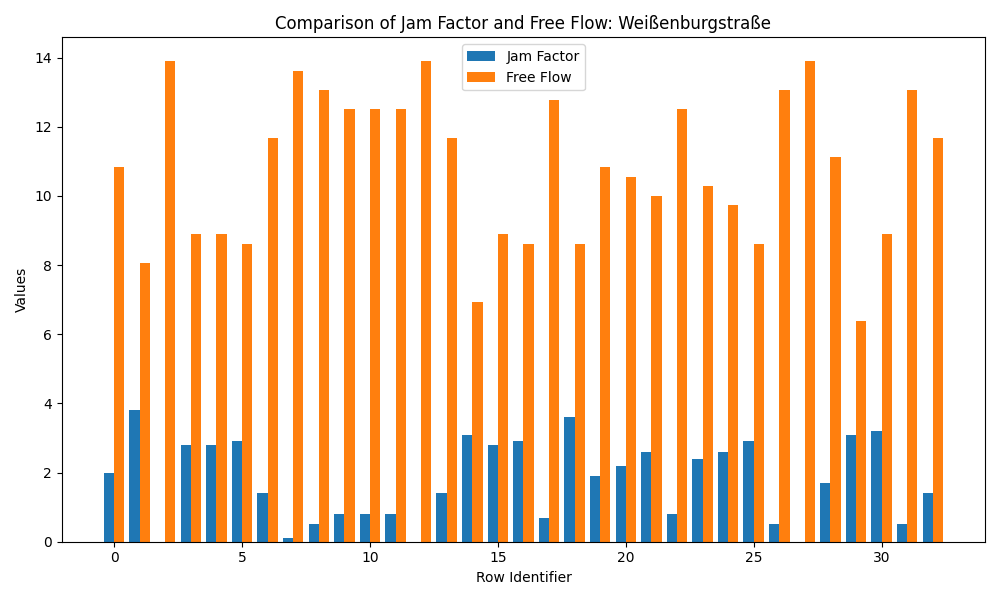 Comparison of Jam Factor and Free Flow: Weißenburgstraße
Jam Factor
Free Flow
Values
14
12
10
8
6
4
2
0
0 5 10 15 20 25 30
Row Identifier